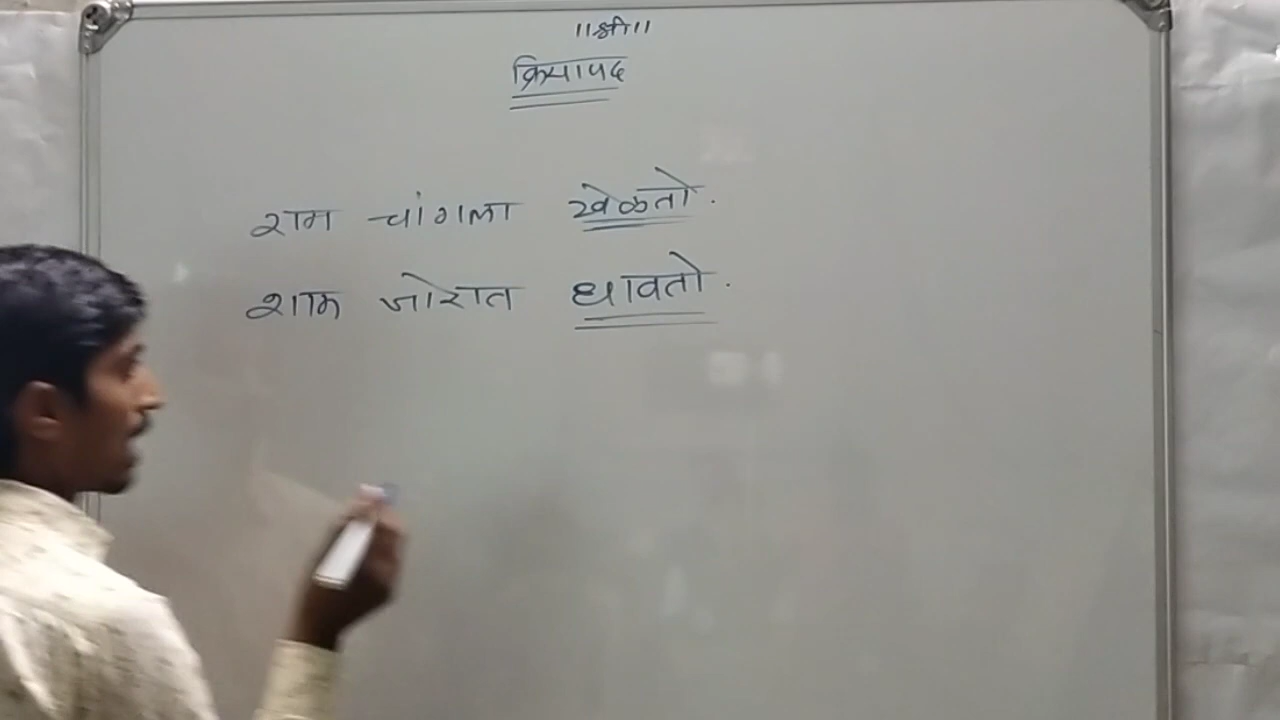 ॥श्री॥
क्रियापद
राम चांगला खेळतो.
शाम जोरात धावतो.